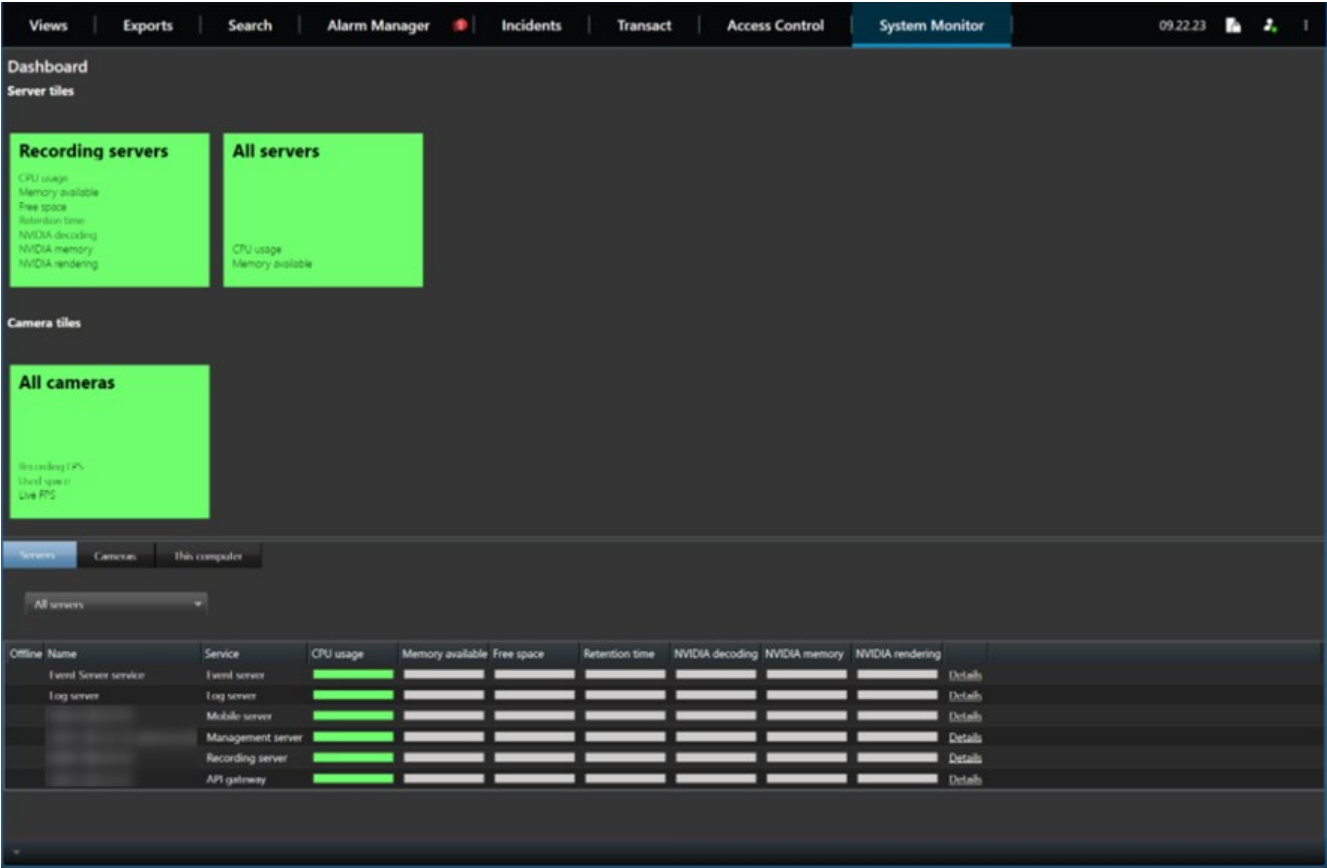 Views Exports Search Alarm Manager Incidents Transact Access Control System Monitor 09.22.23
Dashboard
Server tiles
Recording servers
CPU usage
Memory available
Free space
Retention time
NVIDIA decoding
NVIDIA memory
NVIDIA rendering
All servers
CPU usage
Memory available
Camera tiles
All cameras
Recording FPS
Used space
Live FPS
Servers Cameras This computer
All servers
Offline Name Service CPU usage Memory available Free space Retention time NVIDIA decoding NVIDIA memory NVIDIA rendering
Event Server service Event server Details
Log server Log server Details
Mobile server Details
Management server Details
Recording server Details
API gateway Details